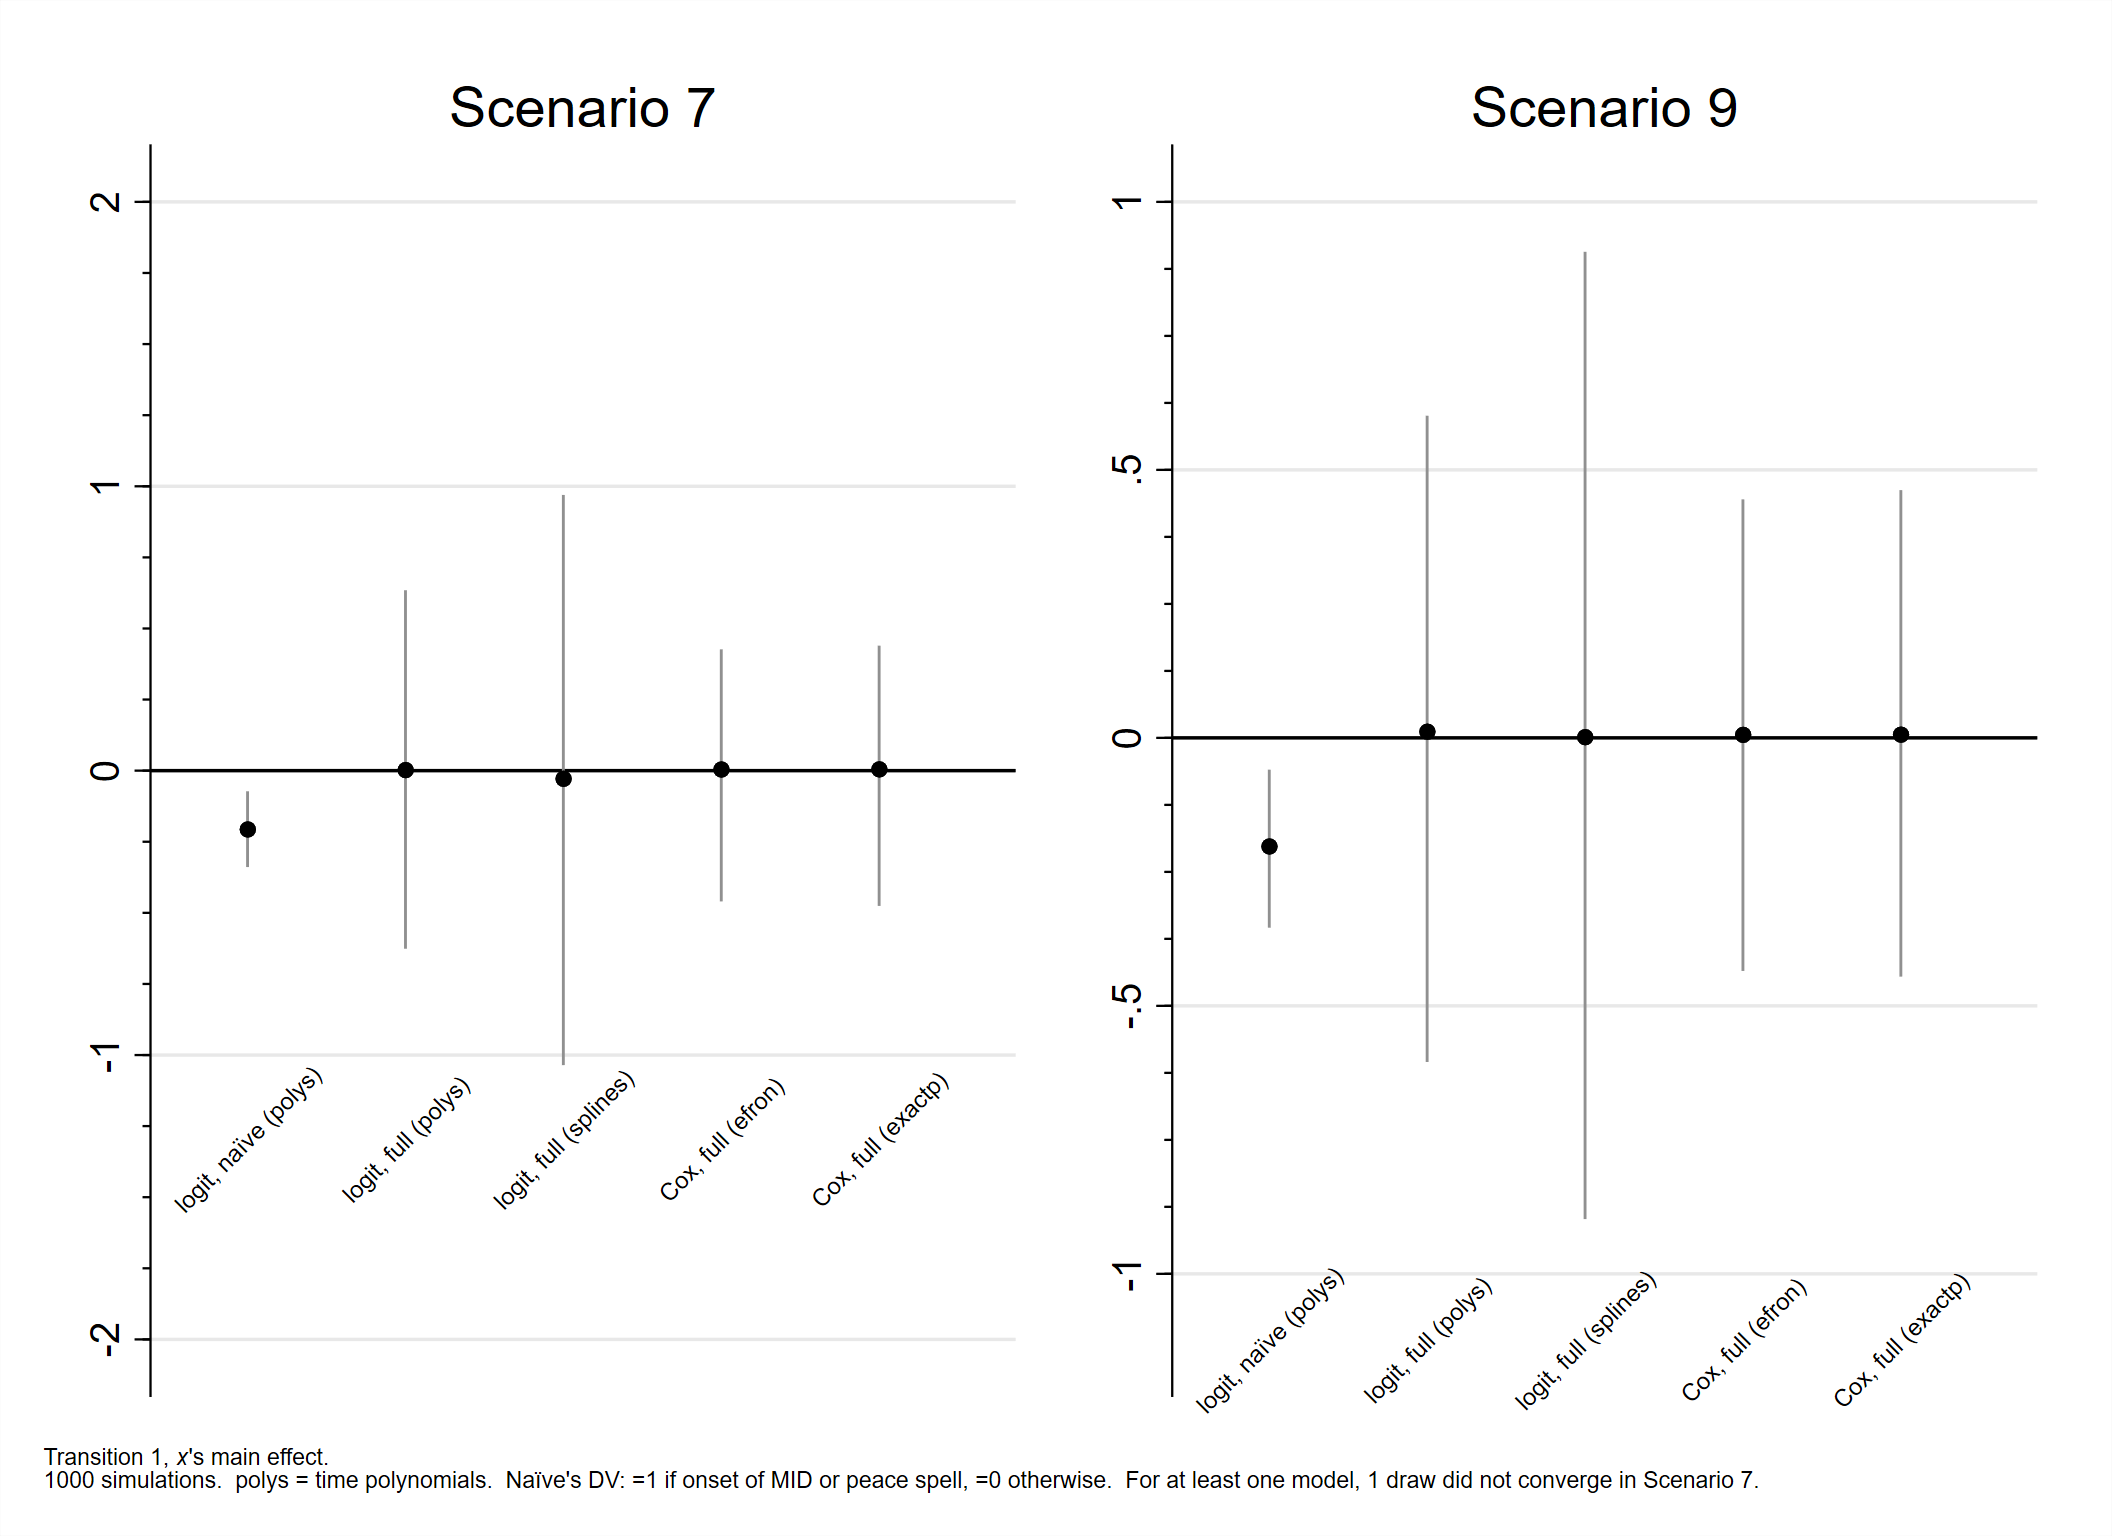 Scenario 7
2
1
0
-1
-2
logit, naïve (polys)
logit, full (polys)
logit, full (splines)
Cox, full (efron)
Cox, full (exactp)
Scenario 9
1
.5
0
-.5
-1
logit, naïve (polys)
logit, full (polys)
logit, full (splines)
Cox, full (efron)
Cox, full (exactp)
Transition 1, x's main effect.
1000 simulations.  polys = time polynomials.  Naïve's DV: =1 if onset of MID or peace spell, =0 otherwise.  For at least one model, 1 draw did not converge in Scenario 7.